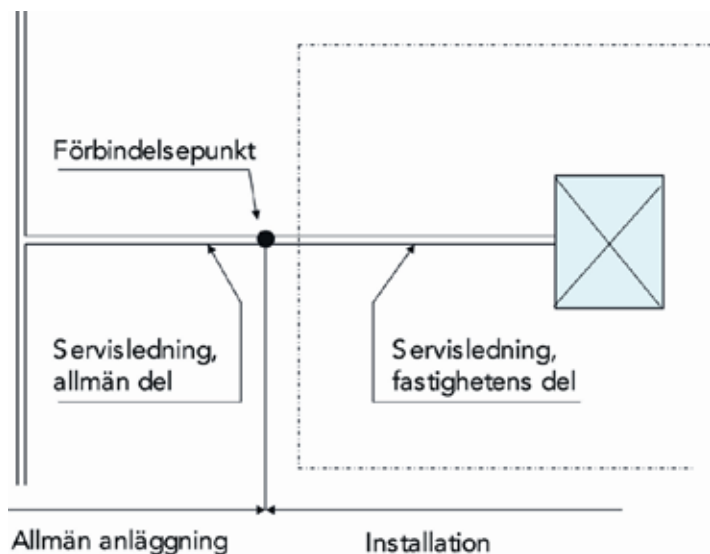 Förbindelsepunkt
Servisledning,
allmän del
Servisledning,
fastighetens del
Allmän anläggning
Installation